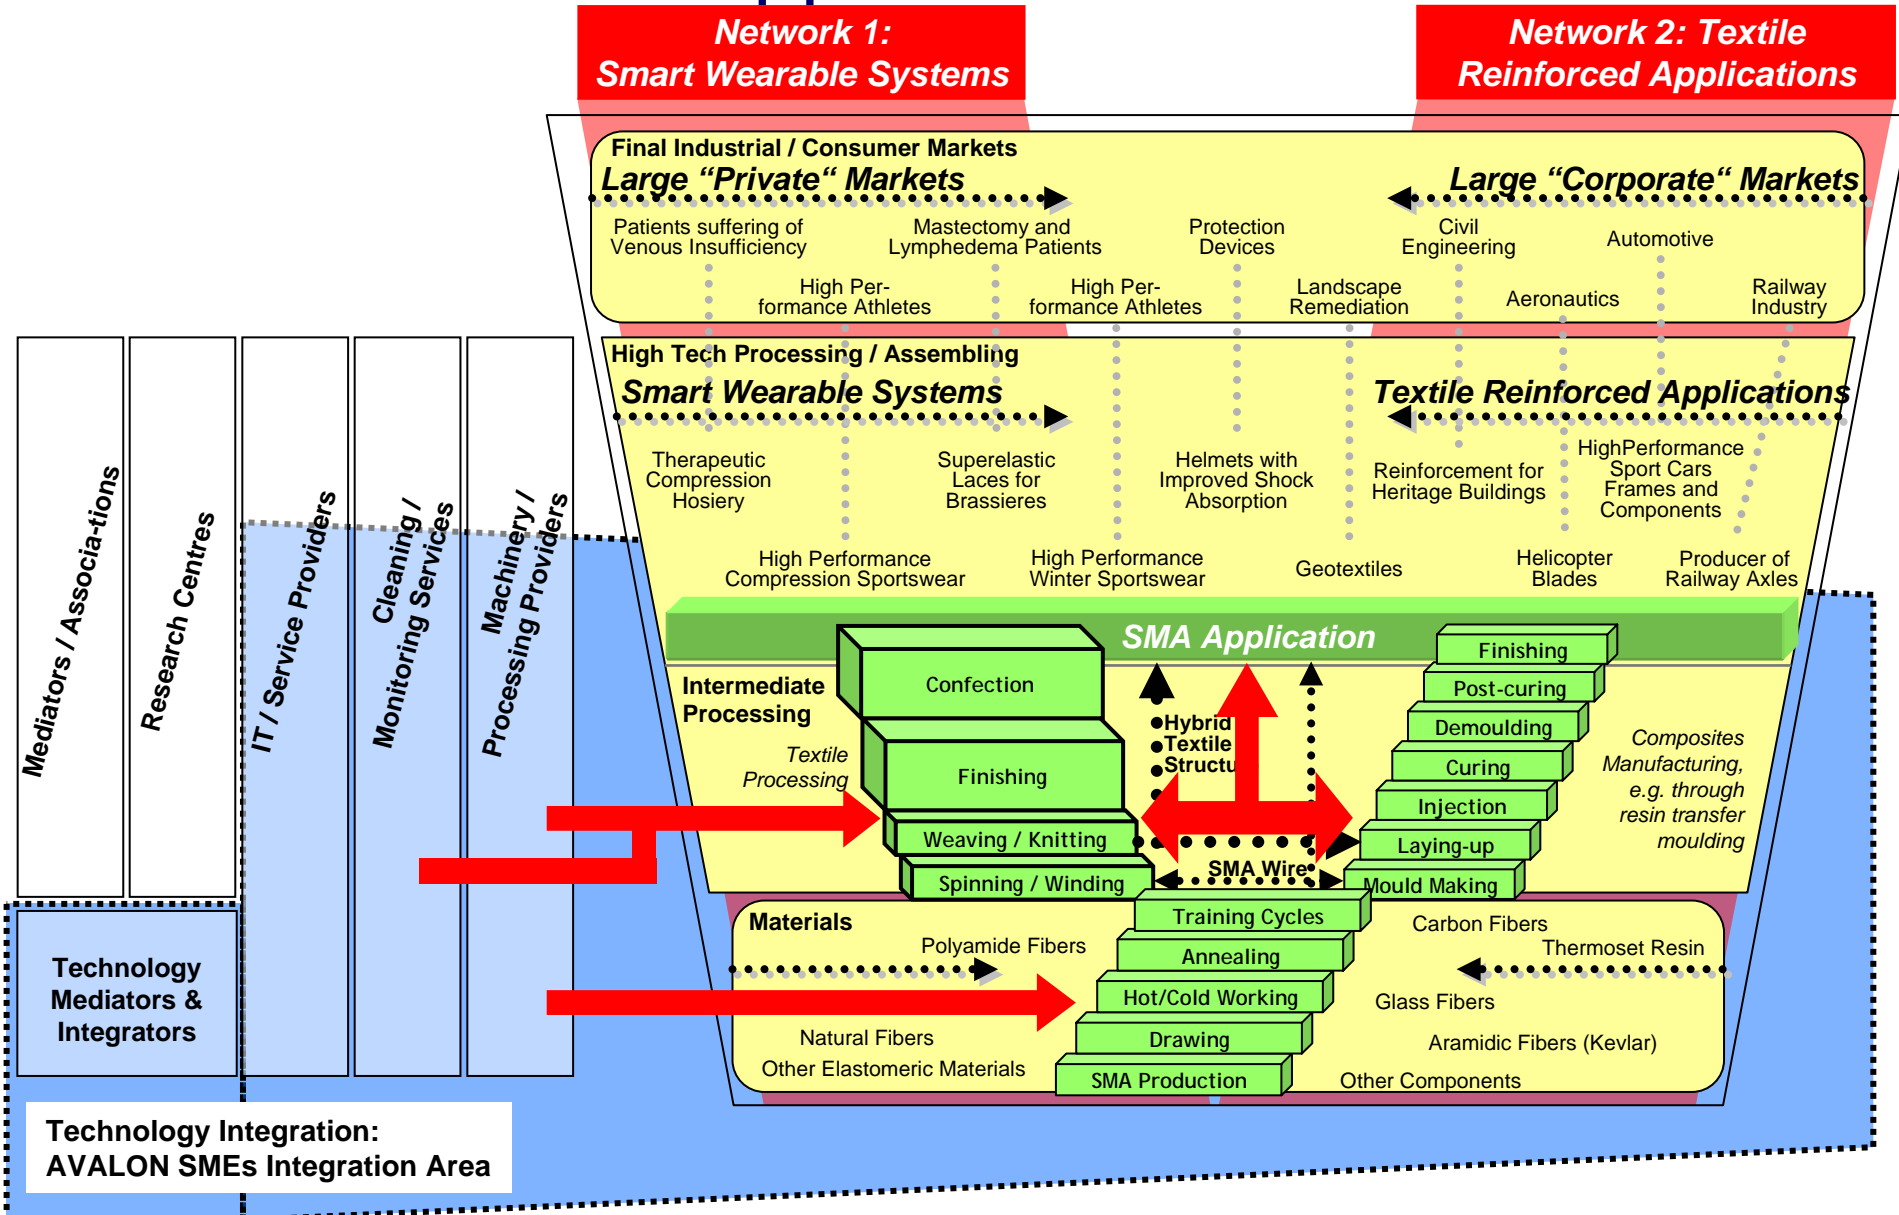 Network 1:
Smart Wearable Systems
Network 2: Textile
Reinforced Applications
Final Industrial / Consumer Markets
Large “Private“ Markets
Large “Corporate“ Markets
Patients suffering of
Venous Insufficiency
Mastectomy and
Lymphedema Patients
Protection
Devices
Civil
Engineering
Automotive
High Per-
formance Athletes
High Per-
formance Athletes
Landscape
Remediation
Aeronautics
Railway
Industry
High Tech Processing / Assembling
Smart Wearable Systems
Textile Reinforced Applications
Therapeutic
Compression
Hosiery
Superelastic
Laces for
Brassieres
Helmets with
Improved Shock
Absorption
Reinforcement for
Heritage Buildings
HighPerformance
Sport Cars
Frames and
Components
High Performance
Compression Sportswear
High Performance
Winter Sportswear
Geotextiles
Helicopter
Blades
Producer of
Railway Axles
SMA Application
Intermediate
Processing
Textile
Processing
Confection
Finishing
Weaving / Knitting
Spinning / Winding
Hybrid
Textile
Structu
SMA Wire
Finishing
Post-curing
Demoulding
Curing
Injection
Laying-up
Mould Making
Composites
Manufacturing,
e.g. through
resin transfer
moulding
Materials
Polyamide Fibers
Natural Fibers
Other Elastomeric Materials
Training Cycles
Annealing
Hot/Cold Working
Drawing
SMA Production
Carbon Fibers
Thermoset Resin
Glass Fibers
Aramidic Fibers (Kevlar)
Other Components
Mediators / Associa-tions
Research Centres
IT / Service Providers
Cleaning /
Monitoring Services
Machinery /
Processing Providers
Technology
Mediators &
Integrators
Technology Integration:
AVALON SMEs Integration Area